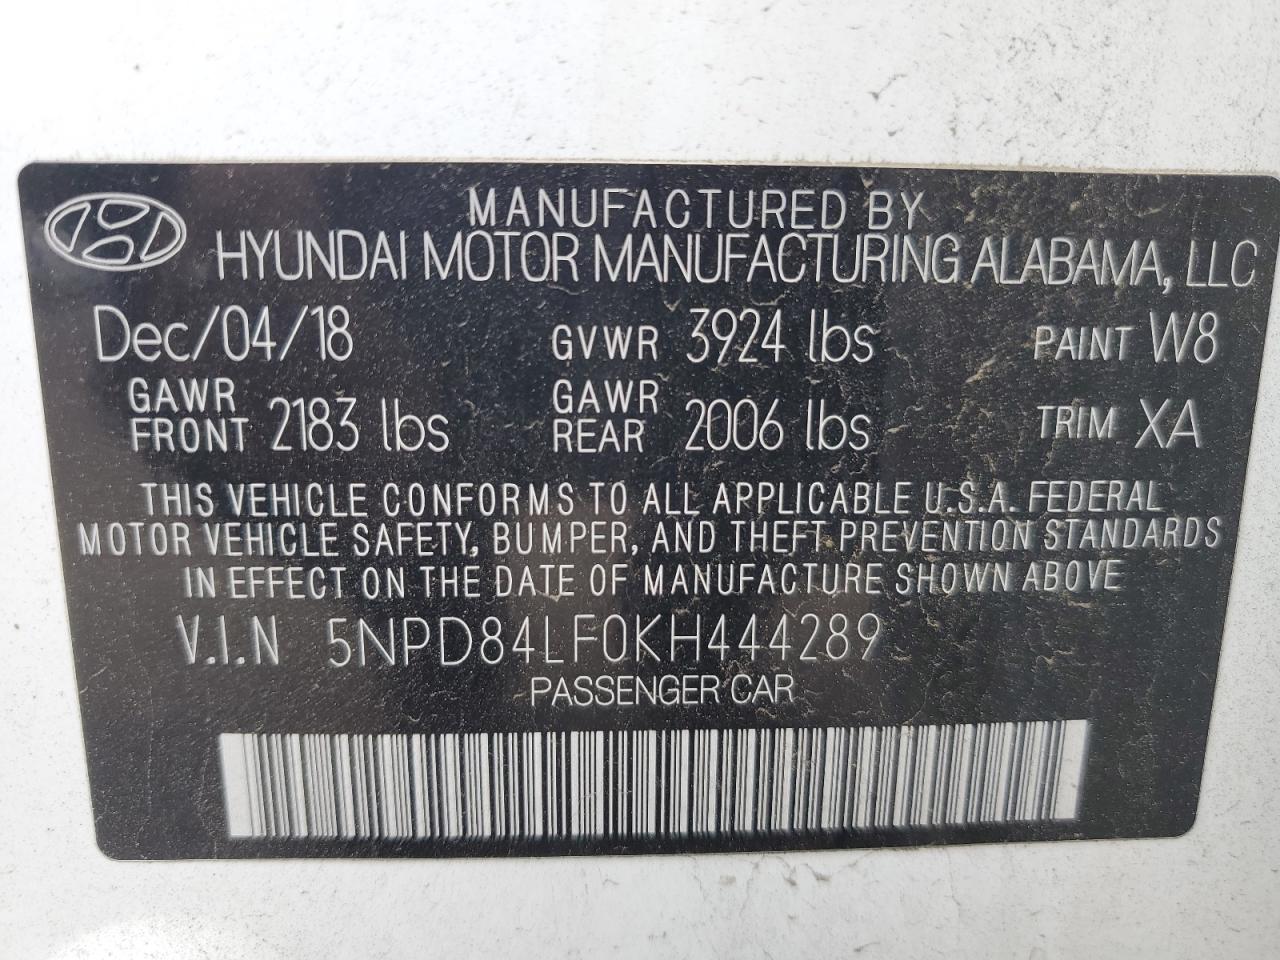 MANUFACTURED BY
HYUNDAI MOTOR MANUFACTURING ALABAMA, LLC
Dec/04/18 GVWR 3924 lbs PAINT W8
GAWR FRONT 2183 lbs GAWR REAR 2006 lbs TRIM XA
THIS VEHICLE CONFORMS TO ALL APPLICABLE U.S.A. FEDERAL
MOTOR VEHICLE SAFETY, BUMPER, AND THEFT PREVENTION STANDARDS
IN EFFECT ON THE DATE OF MANUFACTURE SHOWN ABOVE
V.I.N 5NPD84LF0KH444289
PASSENGER CAR